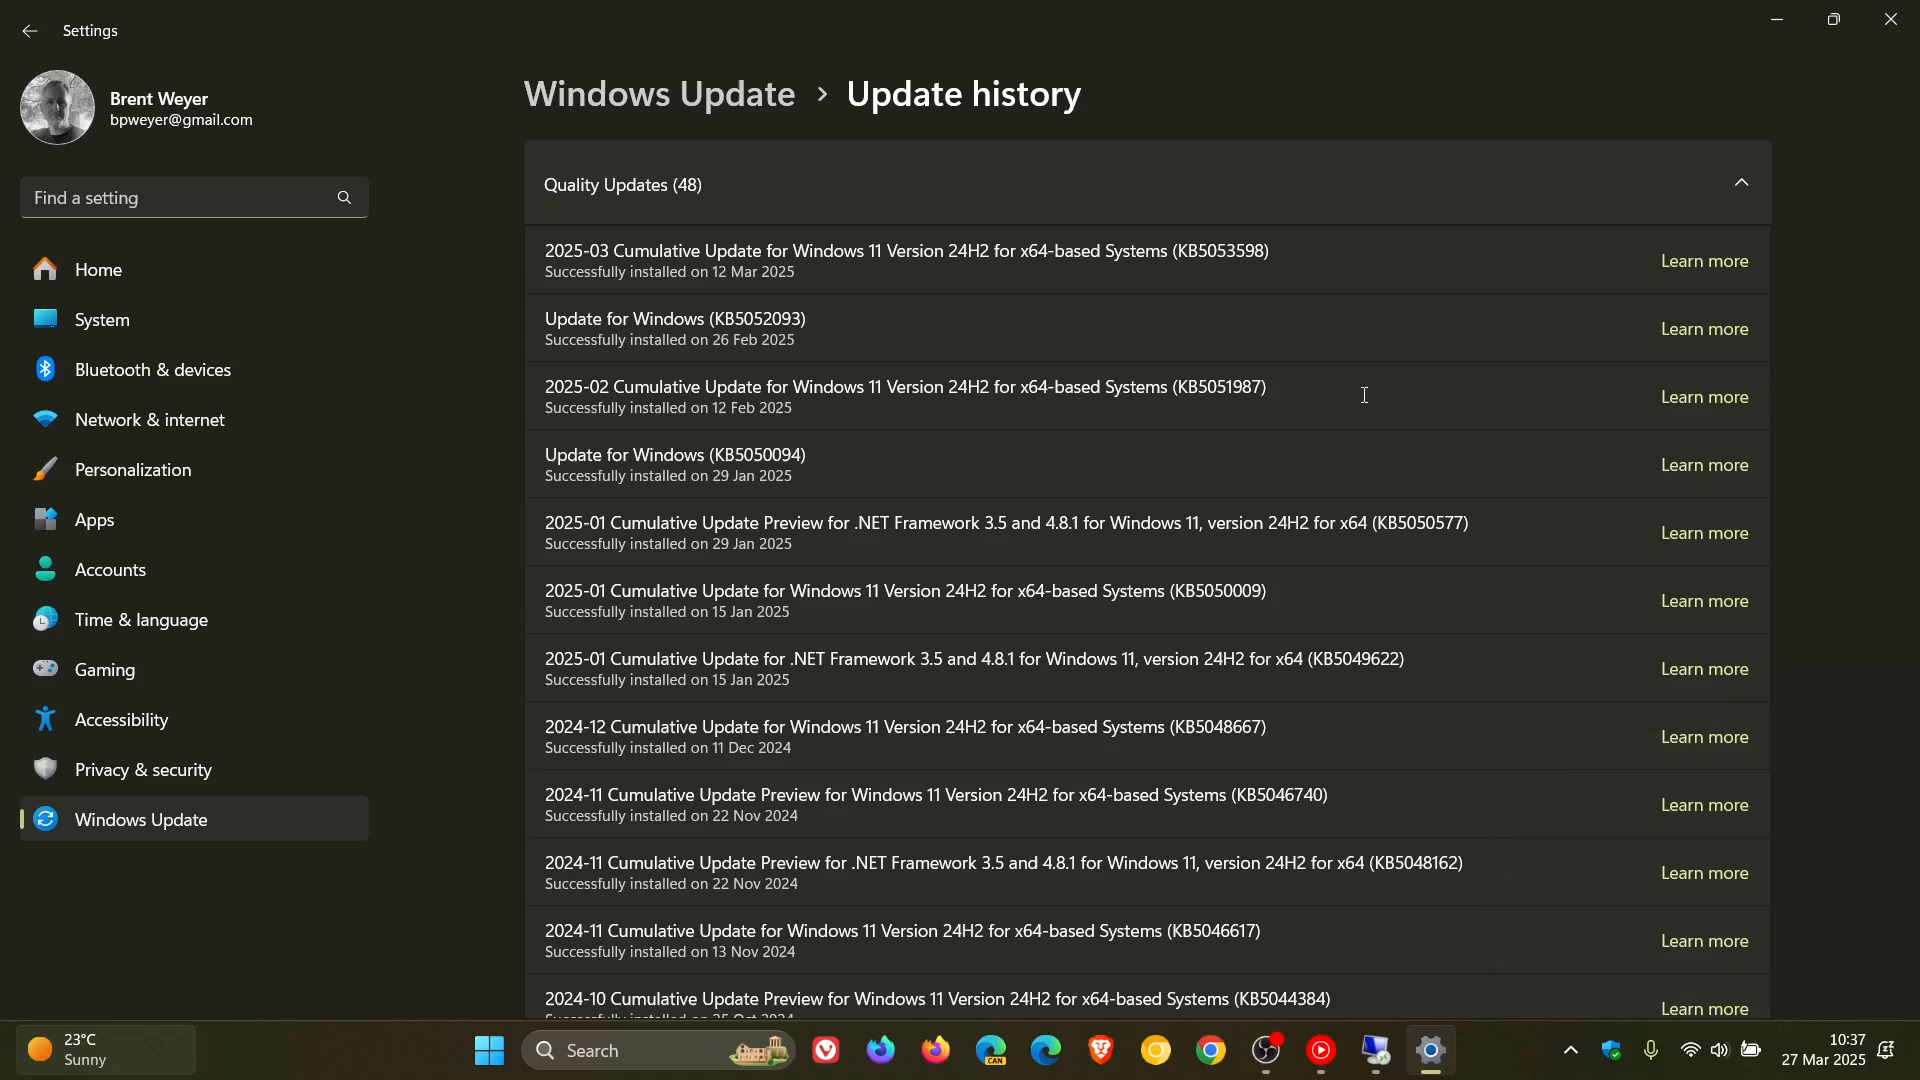 Settings
Brent Weyer
bpweyer@gmail.com
Find a setting
Home
System
Bluetooth & devices
Network & internet
Personalization
Apps
Accounts
Time & language
Gaming
Accessibility
Privacy & security
Windows Update
Windows Update > Update history
Quality Updates (48)
2025-03 Cumulative Update for Windows 11 Version 24H2 for x64-based Systems (KB5053598)
Successfully installed on 12 Mar 2025
Learn more
Update for Windows (KB5052093)
Successfully installed on 26 Feb 2025
Learn more
2025-02 Cumulative Update for Windows 11 Version 24H2 for x64-based Systems (KB5051987)
Successfully installed on 12 Feb 2025
Learn more
Update for Windows (KB5050094)
Successfully installed on 29 Jan 2025
Learn more
2025-01 Cumulative Update Preview for .NET Framework 3.5 and 4.8.1 for Windows 11, version 24H2 for x64 (KB5050577)
Successfully installed on 29 Jan 2025
Learn more
2025-01 Cumulative Update for Windows 11 Version 24H2 for x64-based Systems (KB5050009)
Successfully installed on 15 Jan 2025
Learn more
2025-01 Cumulative Update for .NET Framework 3.5 and 4.8.1 for Windows 11, version 24H2 for x64 (KB5049622)
Successfully installed on 15 Jan 2025
Learn more
2024-12 Cumulative Update for Windows 11 Version 24H2 for x64-based Systems (KB5048667)
Successfully installed on 11 Dec 2024
Learn more
2024-11 Cumulative Update Preview for Windows 11 Version 24H2 for x64-based Systems (KB5046740)
Successfully installed on 22 Nov 2024
Learn more
2024-11 Cumulative Update Preview for .NET Framework 3.5 and 4.8.1 for Windows 11, version 24H2 for x64 (KB5048162)
Successfully installed on 22 Nov 2024
Learn more
2024-11 Cumulative Update for Windows 11 Version 24H2 for x64-based Systems (KB5046617)
Successfully installed on 13 Nov 2024
Learn more
2024-10 Cumulative Update Preview for Windows 11 Version 24H2 for x64-based Systems (KB5044384)
Successfully installed on 25 Oct 2024
Learn more
23°C
Sunny
Search
CAN
10:37
27 Mar 2025